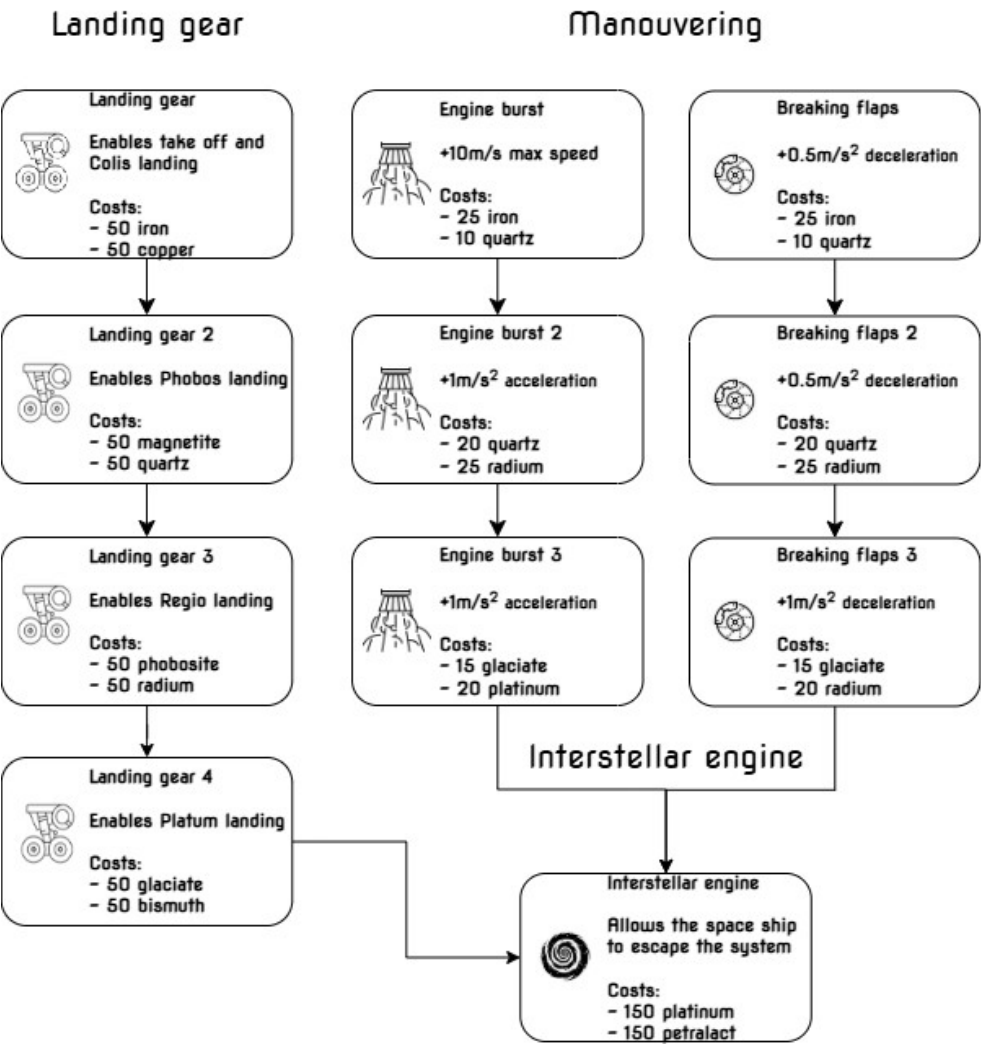 Landing gear
Manouvering
Landing gear
Enables take off and
Colis landing
Costs:
- 50 iron
- 50 copper
Engine burst
+10m/s max speed
Costs:
- 25 iron
- 10 quartz
Breaking flaps
+0.5m/s² deceleration
Costs:
- 25 iron
- 10 quartz
Landing gear 2
Enables Phobos landing
Costs:
- 50 magnetite
- 50 quartz
Engine burst 2
+1m/s² acceleration
Costs:
- 20 quartz
- 25 radium
Breaking flaps 2
+0.5m/s² deceleration
Costs:
- 20 quartz
- 25 radium
Landing gear 3
Enables Regio landing
Costs:
- 50 phobosite
- 50 radium
Engine burst 3
+1m/s² acceleration
Costs:
- 15 glaciate
- 20 platinum
Breaking flaps 3
+1m/s² deceleration
Costs:
- 15 glaciate
- 20 radium
Landing gear 4
Enables Platum landing
Costs:
- 50 glaciate
- 50 bismuth
Interstellar engine
Interstellar engine
Allows the space ship
to escape the system
Costs:
- 150 platinum
- 150 petralact